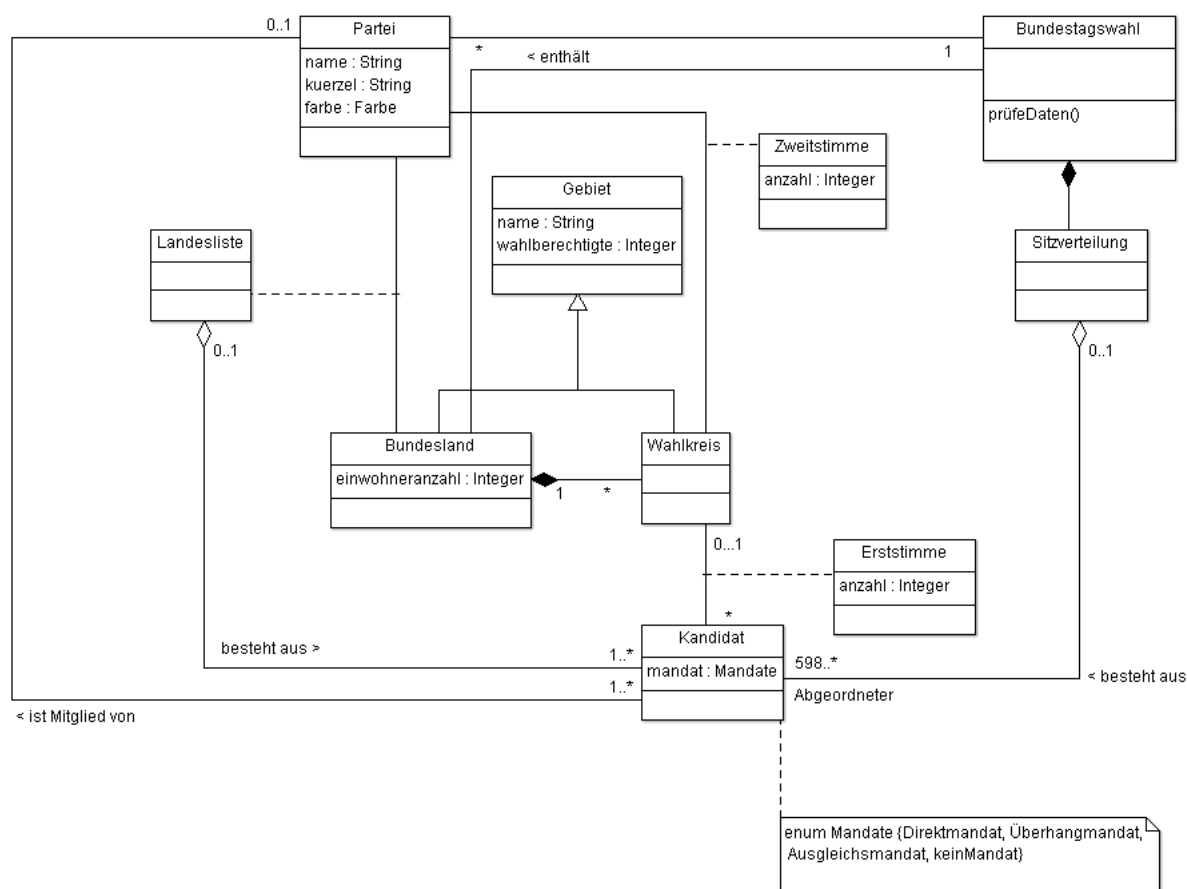 0..1
Partei
name : String
kuerzel : String
farbe : Farbe
*
< enthält
1
Bundestagswahl
prüfeDaten()
Zweitstimme
anzahl : Integer
Gebiet
name : String
wahlberechtigte : Integer
Landesliste
0..1
Sitzverteilung
0..1
Bundesland
einwohneranzahl : Integer
1
*
Wahlkreis
0...1
Erststimme
anzahl : Integer
*
Kandidat
mandat : Mandate
besteht aus >
1..*
1..*
598..*
Abgeordneter
< besteht aus
< ist Mitglied von
enum Mandate {Direktmandat, Überhangmandat,
Ausgleichsmandat, keinMandat}